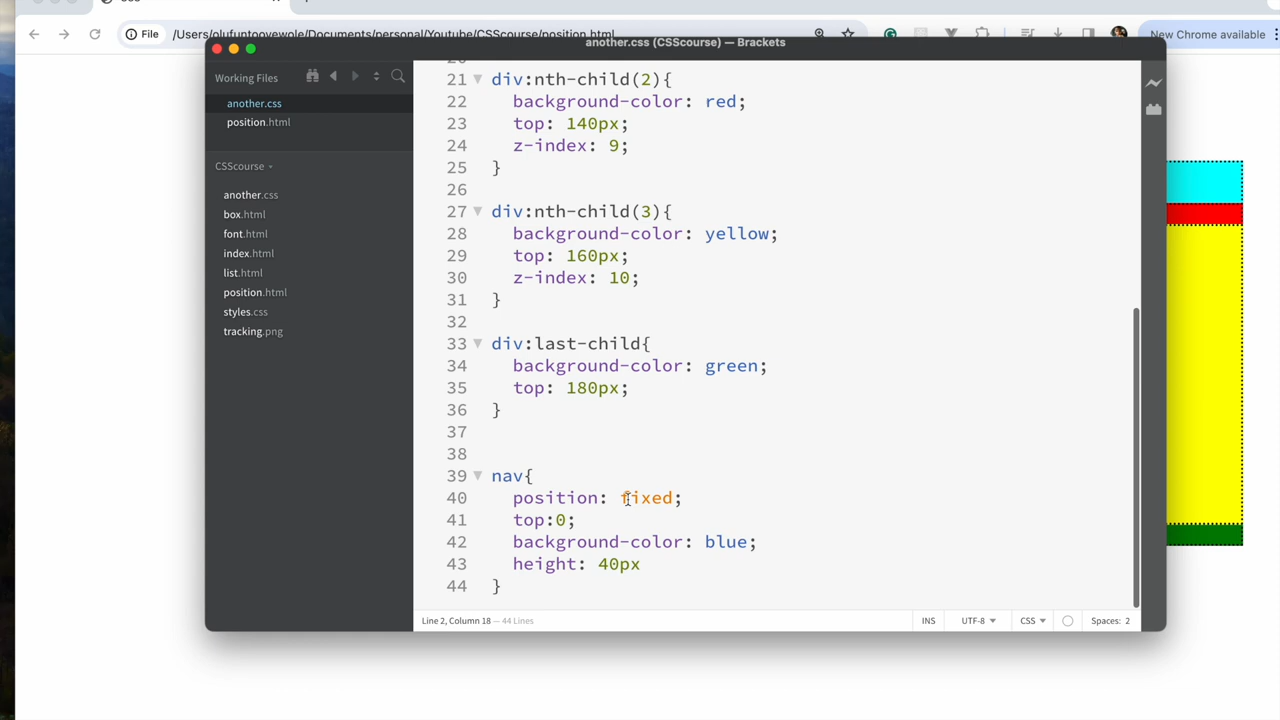 File
/Users/olufuntooyewole/Documents/personal/Youtube/CSScourse/position.html
New Chrome available
another.css (CSScourse) — Brackets
Working Files
another.css
position.html
CSScourse
another.css
box.html
font.html
index.html
list.html
position.html
styles.css
tracking.png
21 div:nth-child(2){
22 background-color: red;
23 top: 140px;
24 z-index: 9;
25 }
26
27 div:nth-child(3){
28 background-color: yellow;
29 top: 160px;
30 z-index: 10;
31 }
32
33 div:last-child{
34 background-color: green;
35 top: 180px;
36 }
37
38
39 nav{
40 position: fixed;
41 top:0;
42 background-color: blue;
43 height: 40px
44 }
Line 2, Column 18 — 44 Lines
INS
UTF-8
CSS
Spaces: 2